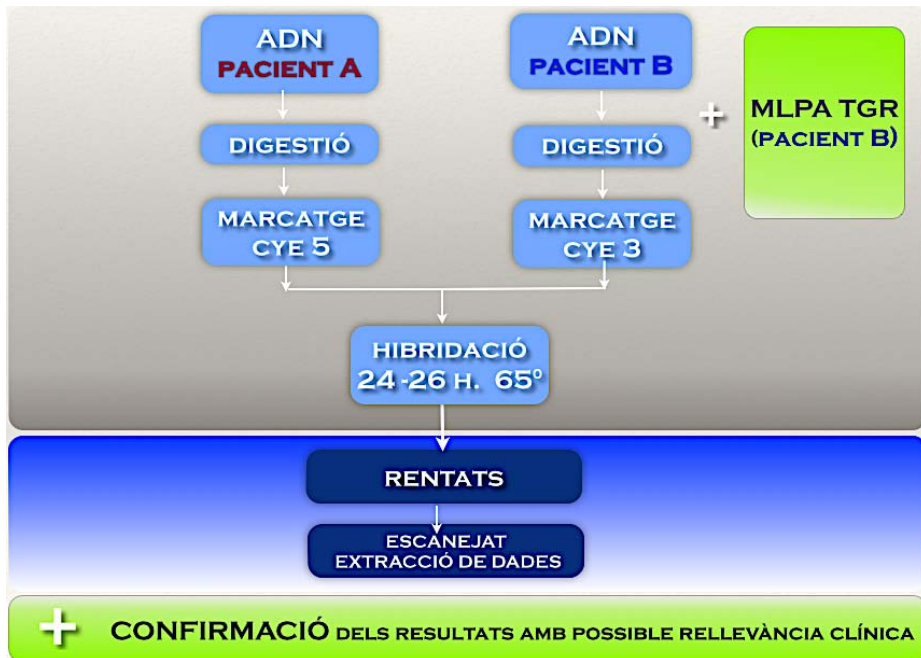 ADN
PACIENT A
ADN
PACIENT B
+
MLPA TGR
(PACIENT B)
DIGESTIÓ
DIGESTIÓ
MARCATGE
CYE 5
MARCATGE
CYE 3
HIBRIDACIÓ
24 -26 H. 65º
RENTATS
ESCANEJAT
EXTRACCIÓ DE DADES
+ CONFIRMACIÓ DELS RESULTATS AMB POSSIBLE RELLEVÀNCIA CLÍNICA